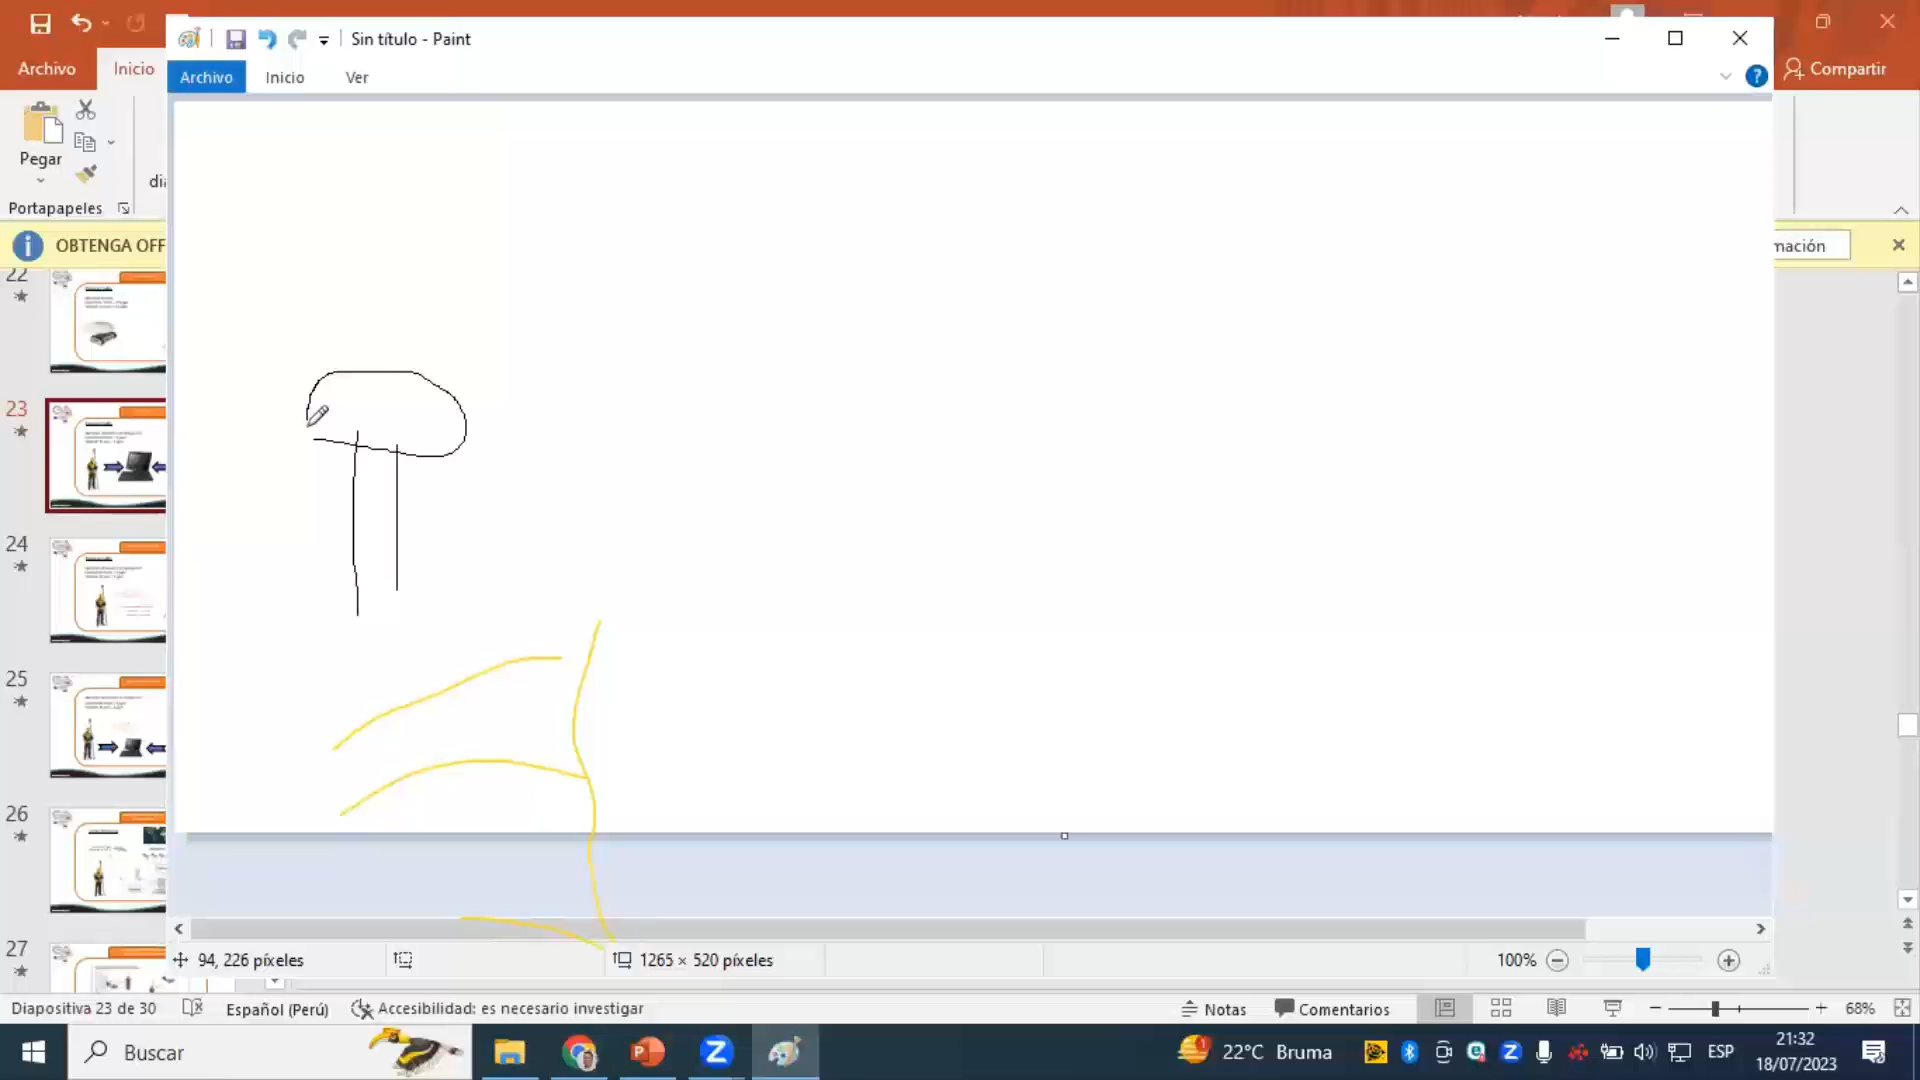 Sin título - Paint
Archivo
Inicio
Compartir
Archivo
Inicio
Ver
Pegar
Portapapeles
OBTENGA OFF
mación
22
23
24
25
26
27
94, 226 píxeles
1265 × 520 píxeles
100%
Diapositiva 23 de 30
Español (Perú)
Accesibilidad: es necesario investigar
Notas
Comentarios
68%
Buscar
22°C Bruma
ESP
21:32
18/07/2023